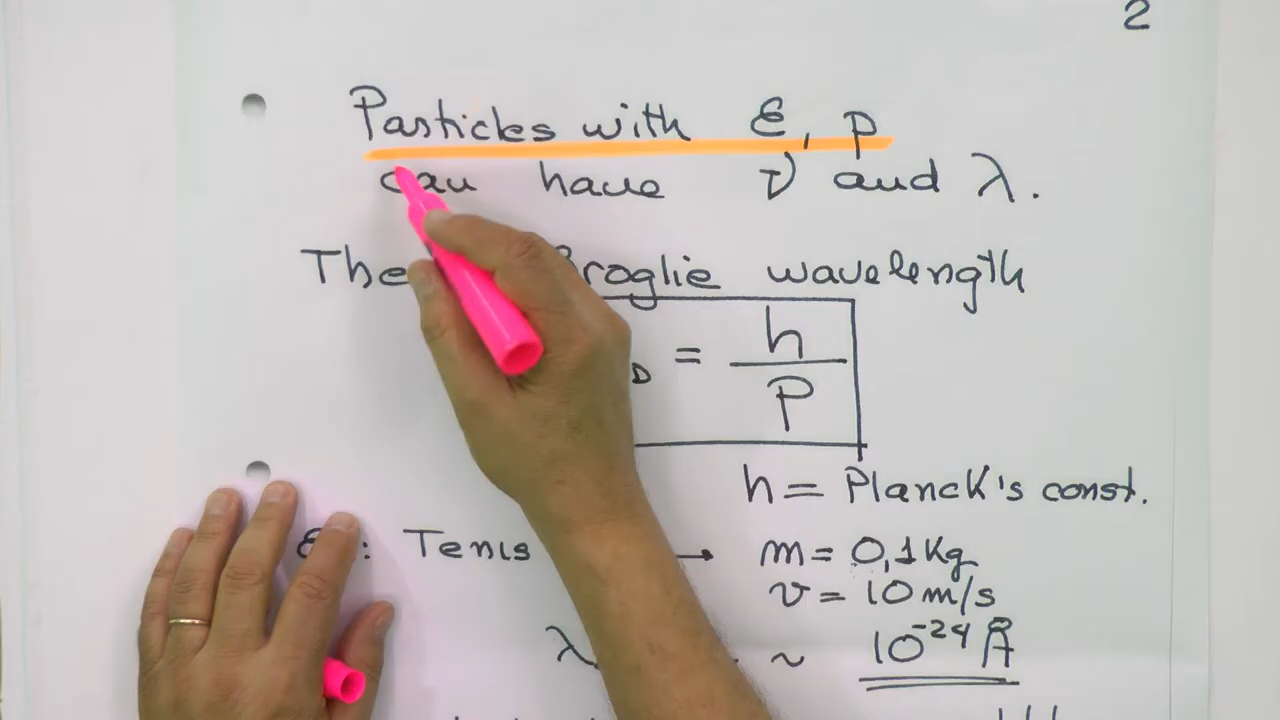 2
Particles with E, p
can have ν and λ.
The Broglie wavelength
D = h / P
h = Planck's const.
: Tenis → m = 0,1 Kg
v = 10 m/s
λ ~ 10⁻²⁴ Å